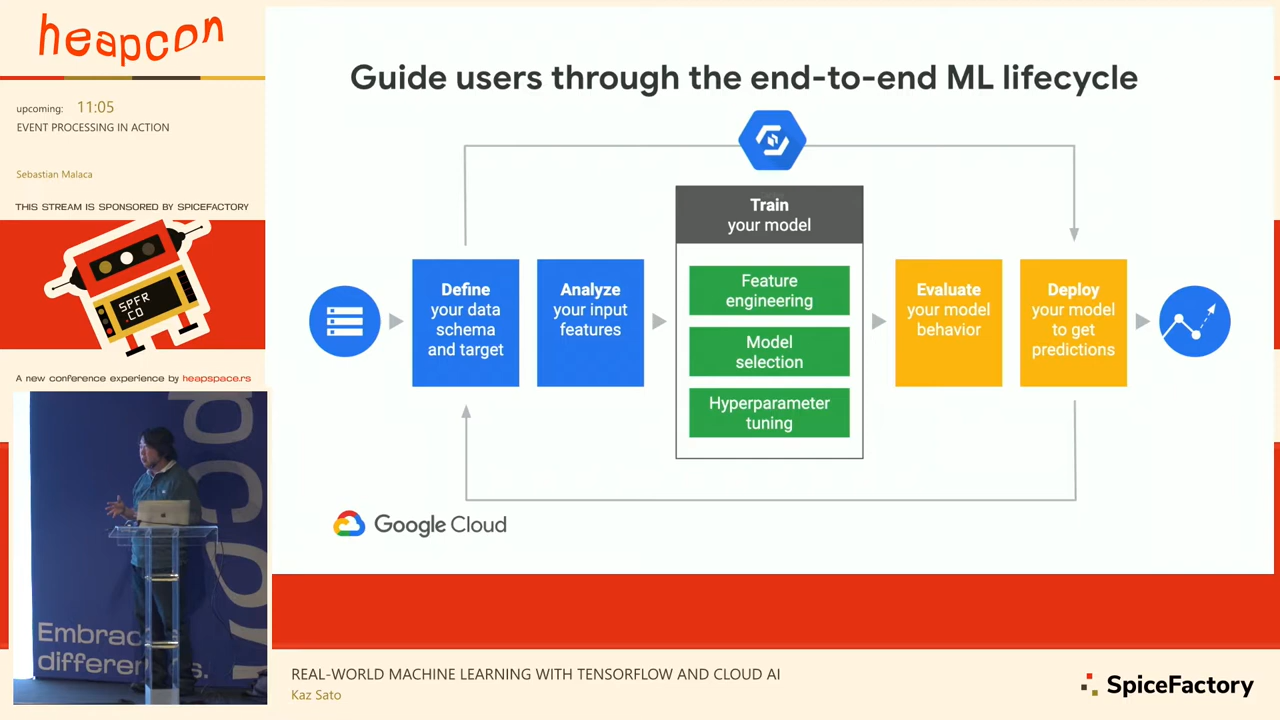 heapcon
upcoming: 11:05
EVENT PROCESSING IN ACTION
Sebastian Malaca
THIS STREAM IS SPONSORED BY SPICEFACTORY
SPFR
.CO
A new conference experience by heapspace.rs
Guide users through the end-to-end ML lifecycle
Define
your data
schema
and target
Analyze
your input
features
Train
your model
Feature
engineering
Model
selection
Hyperparameter
tuning
Evaluate
your model
behavior
Deploy
your model
to get
predictions
Google Cloud
REAL-WORLD MACHINE LEARNING WITH TENSORFLOW AND CLOUD AI
Kaz Sato
SpiceFactory